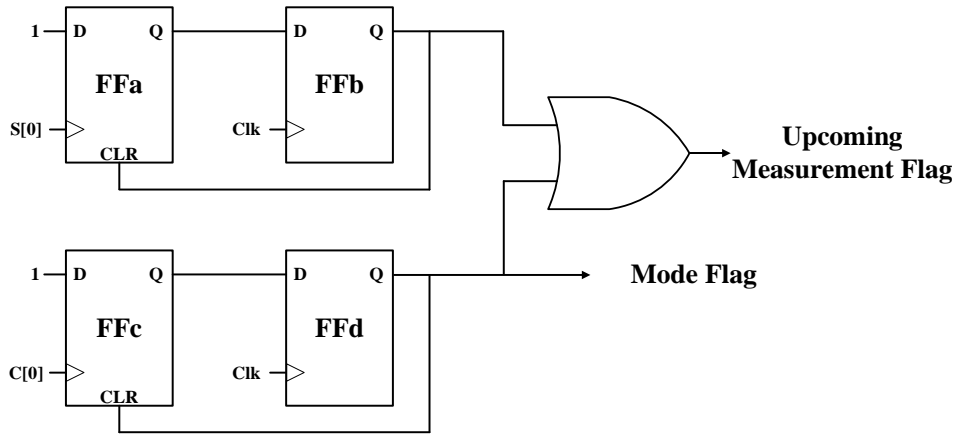 1
D
Q
FFa
S[0]
CLR
D
Q
FFb
Clk
Upcoming
Measurement Flag
1
D
Q
FFc
C[0]
CLR
D
Q
FFd
Clk
Mode Flag